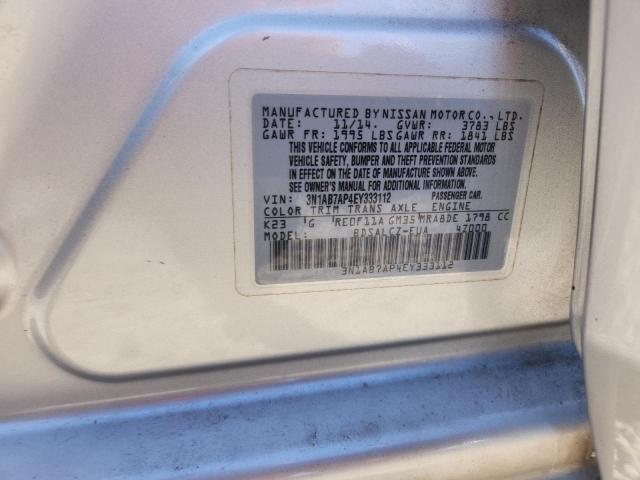 MANUFACTURED BY NISSAN MOTOR CO., LTD.
DATE: 11/14. GVWR: 3783 LBS
GAWR FR: 1995 LBS GAWR RR: 1841 LBS
THIS VEHICLE CONFORMS TO ALL APPLICABLE FEDERAL MOTOR
VEHICLE SAFETY, BUMPER AND THEFT PREVENTION STANDARDS
IN EFFECT ON THE DATE OF MANUFACTURE SHOWN ABOVE.
SEE OWNER'S MANUAL FOR ADDITIONAL INFORMATION.
VIN: 3N1AB7AP4EY333112 PASSENGER CAR.
COLOR TRIM TRANS AXLE ENGINE
K23 'G RE0F11A GM35 MRA8DE 1798 CC
MODEL: BDSALCZ-EUA 4Z000
3N1AB7AP4EY333112